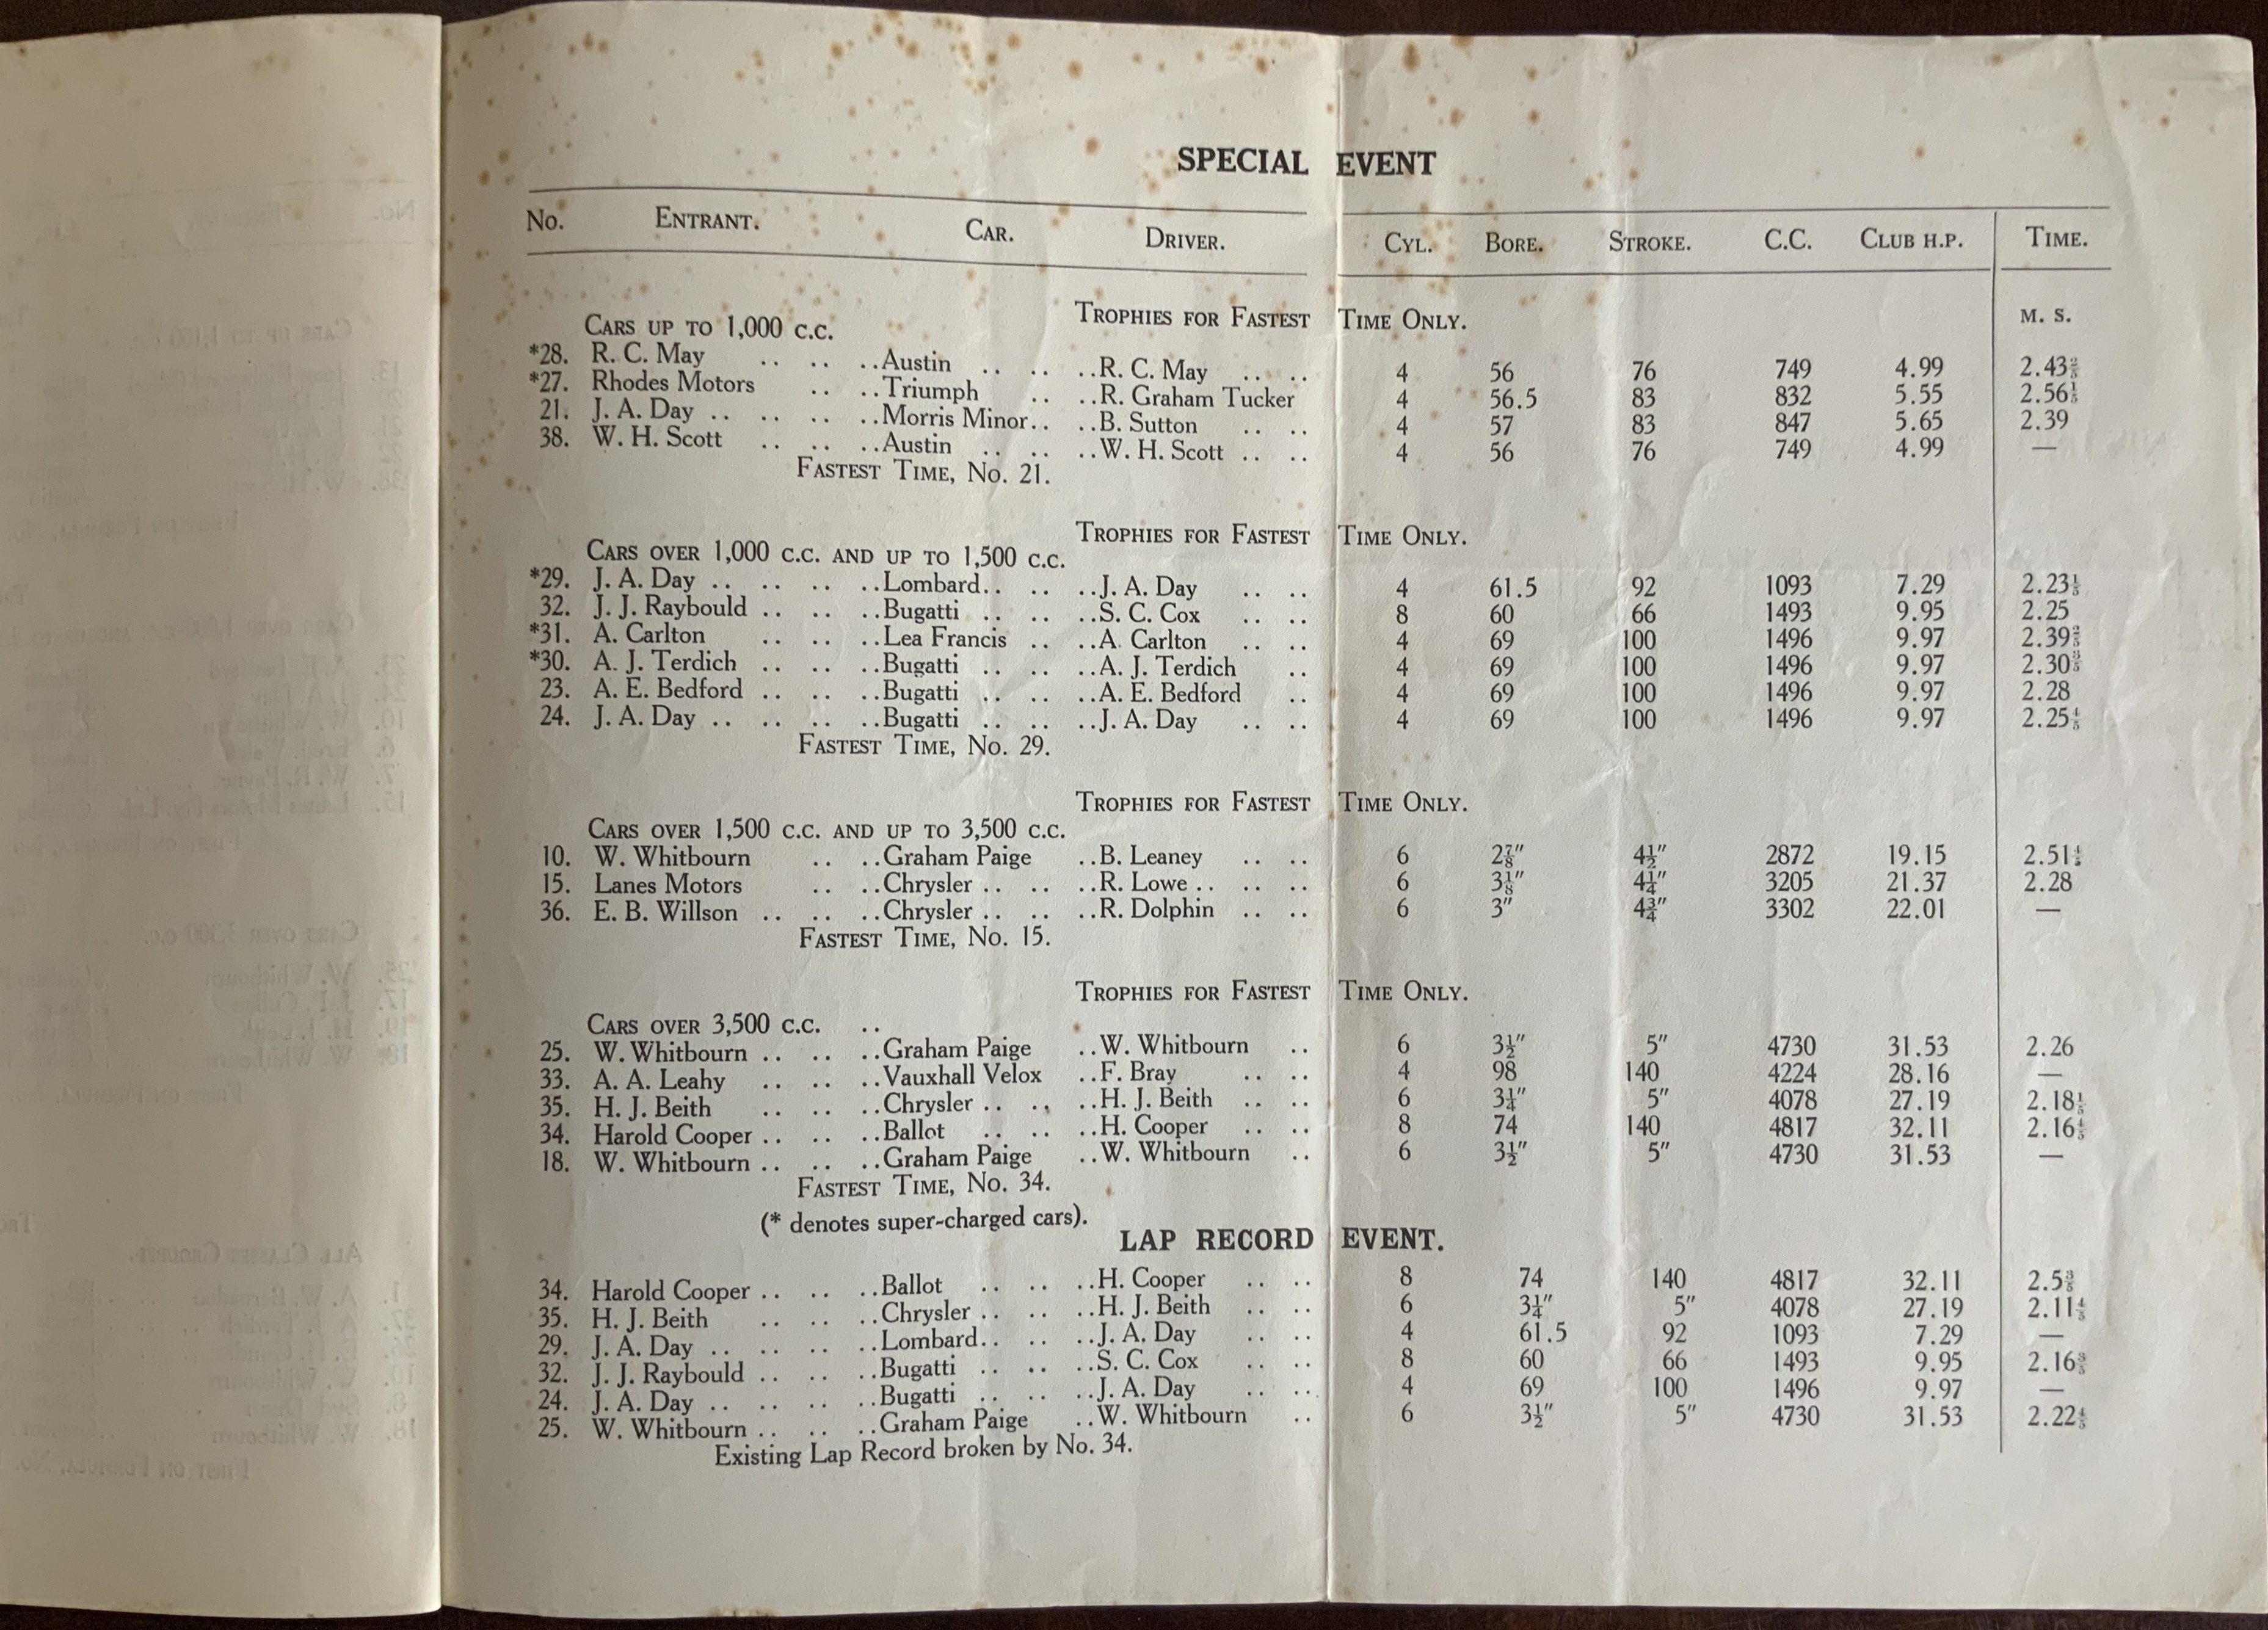 SPECIAL EVENT
No. ENTRANT. CAR. DRIVER. CYL. BORE. STROKE. C.C. CLUB H.P. TIME.
TROPHIES FOR FASTEST TIME ONLY. M. S.
CARS UP TO 1,000 C.C.
*28. R. C. May .. .. ..Austin .. .. ..R. C. May .. .. 4 56 76 749 4.99 2.43⅖
*27. Rhodes Motors .. ..Triumph .. ..R. Graham Tucker 4 56.5 83 832 5.55 2.56⅕
21. J. A. Day .. .. .. ..Morris Minor.. ..B. Sutton .. .. 4 57 83 847 5.65 2.39
38. W. H. Scott .. .. ..Austin .. .. ..W. H. Scott .. .. 4 56 76 749 4.99 —
FASTEST TIME, No. 21.
TROPHIES FOR FASTEST TIME ONLY.
CARS OVER 1,000 C.C. AND UP TO 1,500 C.C.
*29. J. A. Day .. .. .. ..Lombard.. .. ..J. A. Day .. .. 4 61.5 92 1093 7.29 2.23⅕
32. J. J. Raybould .. .. ..Bugatti .. .. ..S. C. Cox .. .. 8 60 66 1493 9.95 2.25
*31. A. Carlton .. .. ..Lea Francis .. ..A. Carlton .. .. 4 69 100 1496 9.97 2.39⅖
*30. A. J. Terdich .. .. ..Bugatti .. .. ..A. J. Terdich .. 4 69 100 1496 9.97 2.30⅗
23. A. E. Bedford .. .. ..Bugatti .. .. ..A. E. Bedford .. 4 69 100 1496 9.97 2.28
24. J. A. Day .. .. .. ..Bugatti .. .. ..J. A. Day .. .. 4 69 100 1496 9.97 2.25⅘
FASTEST TIME, No. 29.
TROPHIES FOR FASTEST TIME ONLY.
CARS OVER 1,500 C.C. AND UP TO 3,500 C.C.
10. W. Whitbourn .. ..Graham Paige ..B. Leaney .. .. 6 2⅞″ 4½″ 2872 19.15 2.51⅘
15. Lanes Motors .. ..Chrysler .. .. ..R. Lowe .. .. .. 6 3⅛″ 4¼″ 3205 21.37 2.28
36. E. B. Willson .. .. ..Chrysler .. .. ..R. Dolphin .. .. 6 3″ 4¾″ 3302 22.01 —
FASTEST TIME, No. 15.
TROPHIES FOR FASTEST TIME ONLY.
CARS OVER 3,500 C.C. ..
25. W. Whitbourn .. .. ..Graham Paige ..W. Whitbourn .. 6 3½″ 5″ 4730 31.53 2.26
33. A. A. Leahy .. .. ..Vauxhall Velox ..F. Bray .. .. 4 98 140 4224 28.16 —
35. H. J. Beith .. .. ..Chrysler .. .. ..H. J. Beith .. .. 6 3¼″ 5″ 4078 27.19 2.18⅕
34. Harold Cooper .. .. ..Ballot .. .. ..H. Cooper .. .. 8 74 140 4817 32.11 2.16⅘
18. W. Whitbourn .. .. ..Graham Paige ..W. Whitbourn .. 6 3½″ 5″ 4730 31.53 —
FASTEST TIME, No. 34.
(* denotes super-charged cars).
LAP RECORD EVENT.
34. Harold Cooper .. .. ..Ballot .. .. ..H. Cooper .. .. 8 74 140 4817 32.11 2.5⅗
35. H. J. Beith .. .. ..Chrysler .. .. ..H. J. Beith .. .. 6 3¼″ 5″ 4078 27.19 2.11⅘
29. J. A. Day .. .. .. ..Lombard.. .. ..J. A. Day .. .. 4 61.5 92 1093 7.29 —
32. J. J. Raybould .. .. ..Bugatti .. .. ..S. C. Cox .. .. 8 60 66 1493 9.95 2.16⅗
24. J. A. Day .. .. .. ..Bugatti .. .. ..J. A. Day .. .. 4 69 100 1496 9.97 —
25. W. Whitbourn .. .. ..Graham Paige ..W. Whitbourn .. 6 3½″ 5″ 4730 31.53 2.22⅘
Existing Lap Record broken by No. 34.